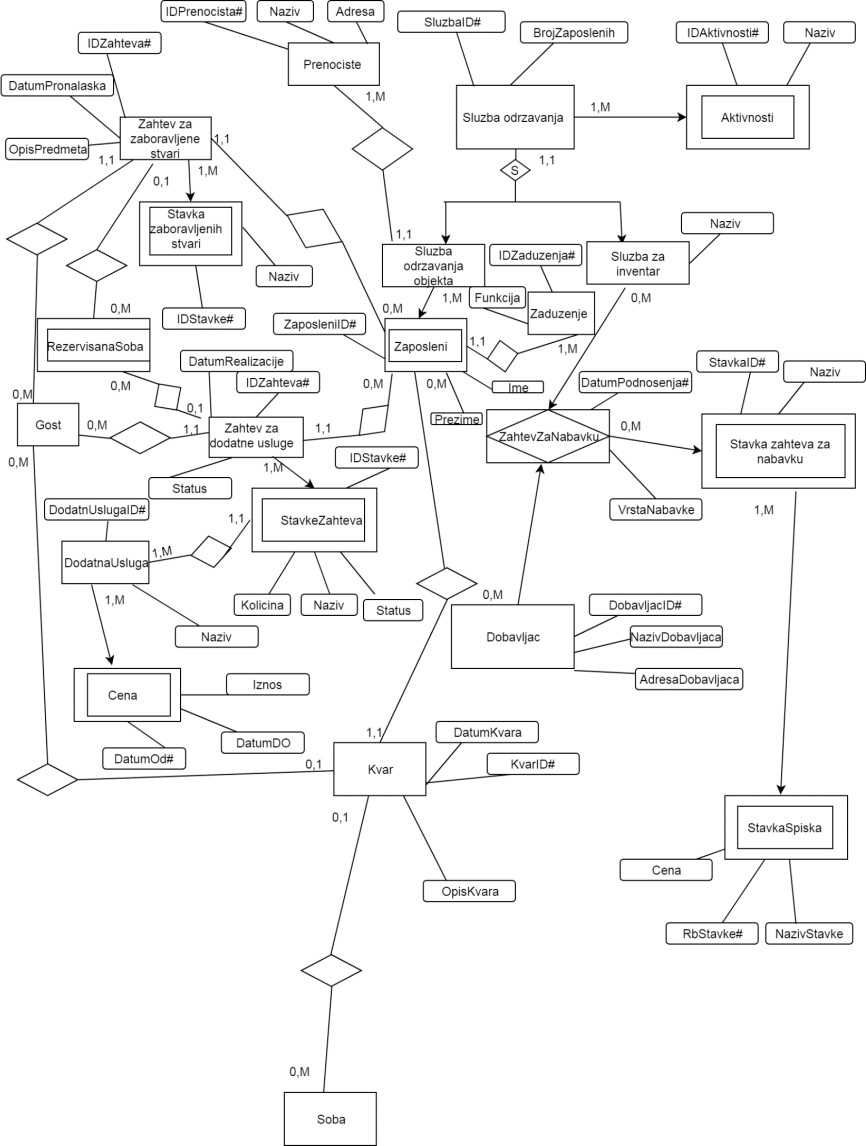 IDPrenocista#
Naziv
Adresa
Prenociste
1,M
SluzbaID#
BrojZaposlenih
Sluzba odrzavanja
1,M
1,1
IDAktivnosti#
Naziv
Aktivnosti
S
IDZahteva#
DatumPronalaska
OpisPredmeta
Zahtev za
zaboravljene
stvari
1,1
1,1
0,1
1,M
Stavka
zaboravljenih
stvari
Naziv
IDStavke#
1,1
Sluzba
odrzavanja
objekta
1,M
Sluzba za
inventar
Naziv
0,M
IDZaduzenja#
Funkcija
Zaduzenje
1,M
0,M
RezervisanaSoba
0,M
ZaposleniID#
0,M
Zaposleni
1,1
0,M
0,M
Ime
Prezime
DatumRealizacije
IDZahteva#
0,1
Zahtev za
dodatne usluge
1,1
1,1
1,M
Status
0,M
Gost
0,M
0,M
DatumPodnosenja#
ZahtevZaNabavku
0,M
VrstaNabavke
StavkaID#
Naziv
Stavka zahteva za
nabavku
1,M
IDStavke#
StavkeZahteva
1,1
Kolicina
Naziv
Status
DodatnUslugaID#
DodatnaUsluga
1,M
1,M
Naziv
Cena
Iznos
DatumDO
DatumOd#
0,M
Dobavljac
DobavljacID#
NazivDobavljaca
AdresaDobavljaca
1,1
0,1
Kvar
0,1
DatumKvara
KvarID#
OpisKvara
StavkaSpiska
Cena
RbStavke#
NazivStavke
0,M
Soba